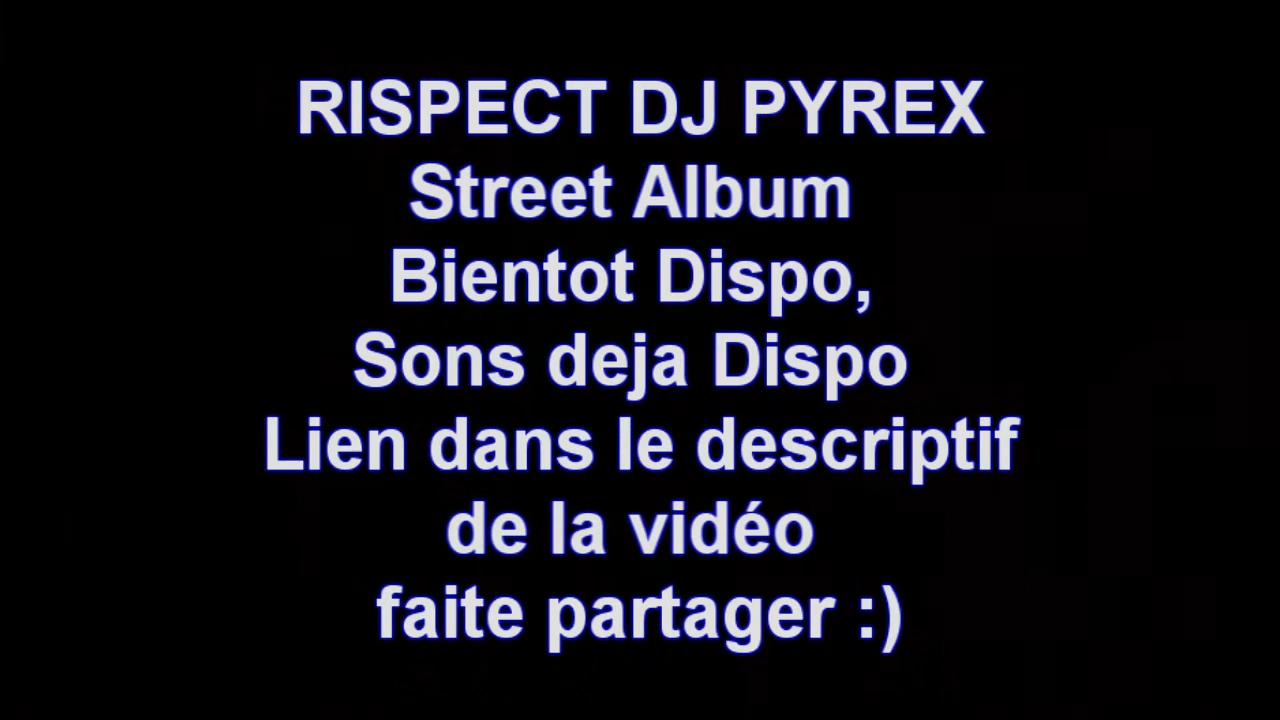 RISPECT DJ PYREX
Street Album
Bientot Dispo,
Sons deja Dispo
Lien dans le descriptif
de la vidéo
faite partager :)